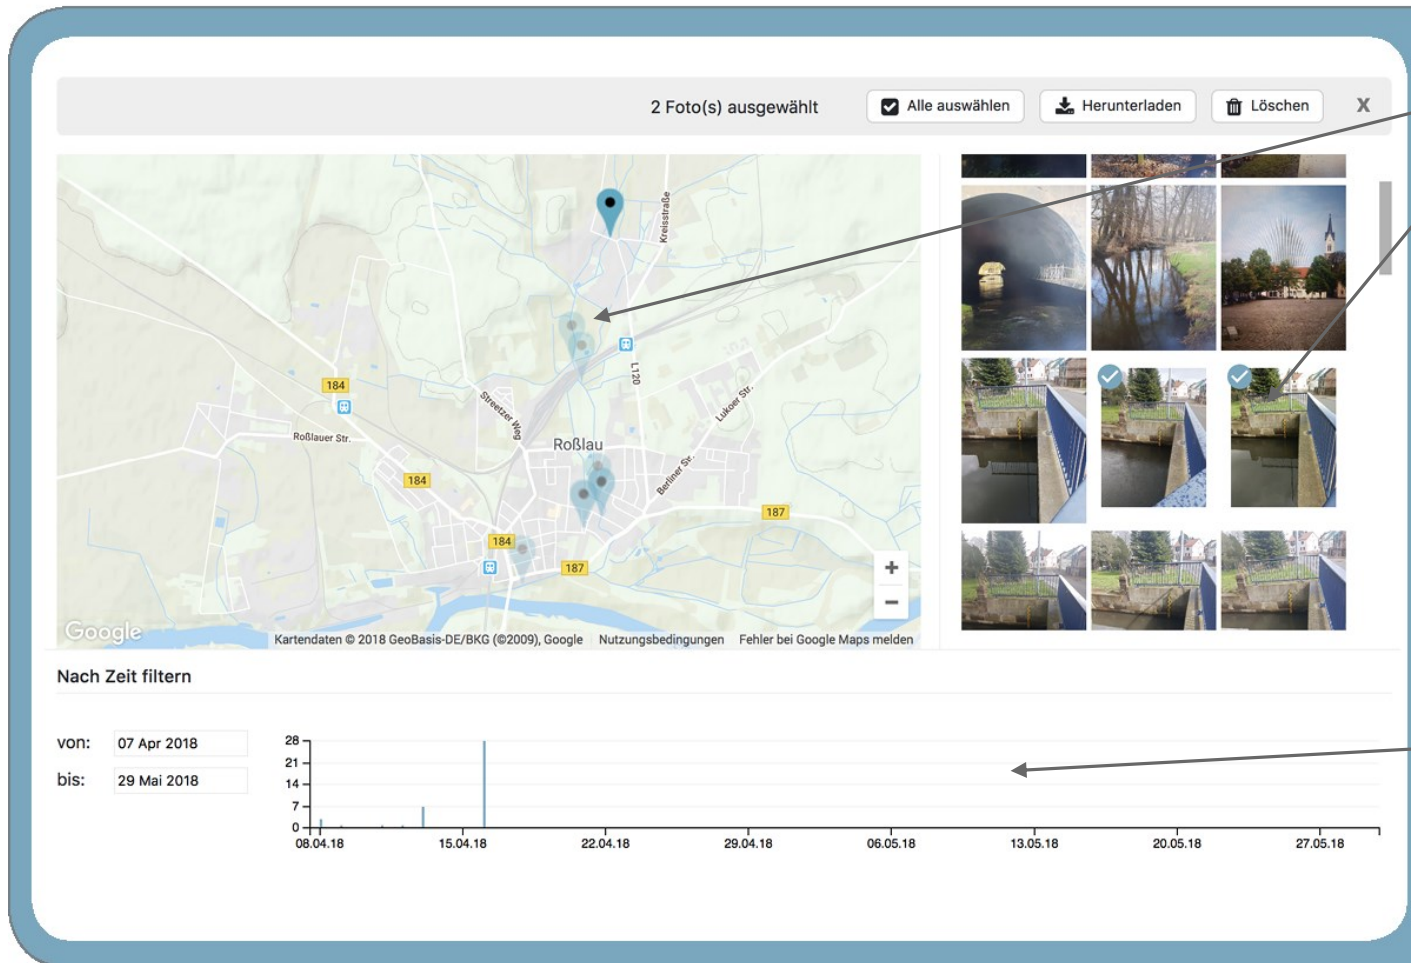 2 Foto(s) ausgewählt
Alle auswählen
Herunterladen
Löschen
X
Kreisstraße
184
L120
Streetzer Weg
Lukoer Str.
Roßlauer Str.
Roßlau
184
Berliner Str.
187
184
187
+
−
Google
Kartendaten © 2018 GeoBasis-DE/BKG (©2009), Google
Nutzungsbedingungen
Fehler bei Google Maps melden
Nach Zeit filtern
von:
07 Apr 2018
bis:
29 Mai 2018
28
21
14
7
0
08.04.18
15.04.18
22.04.18
29.04.18
06.05.18
13.05.18
20.05.18
27.05.18